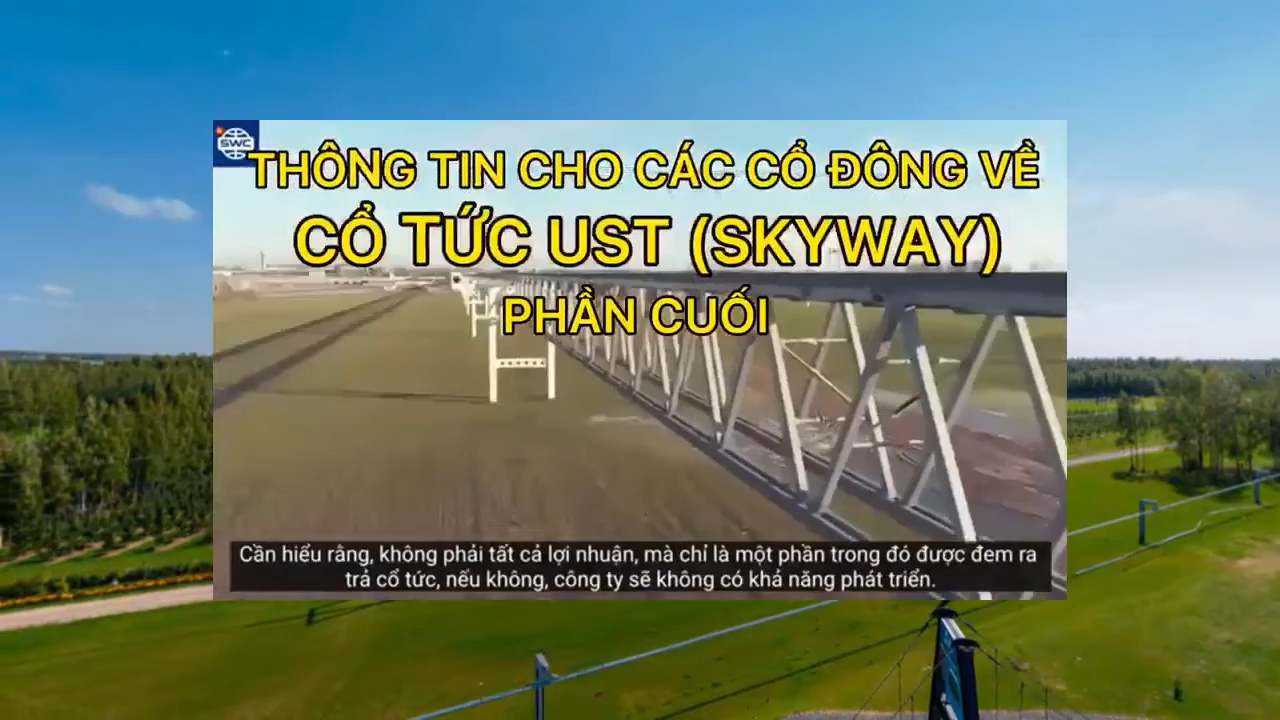 SWC
THÔNG TIN CHO CÁC CỔ ĐÔNG VỀ
CỔ TỨC UST (SKYWAY)
PHẦN CUỐI
Cần hiểu rằng, không phải tất cả lợi nhuận, mà chỉ là một phần trong đó được đem ra
trả cổ tức, nếu không, công ty sẽ không có khả năng phát triển.